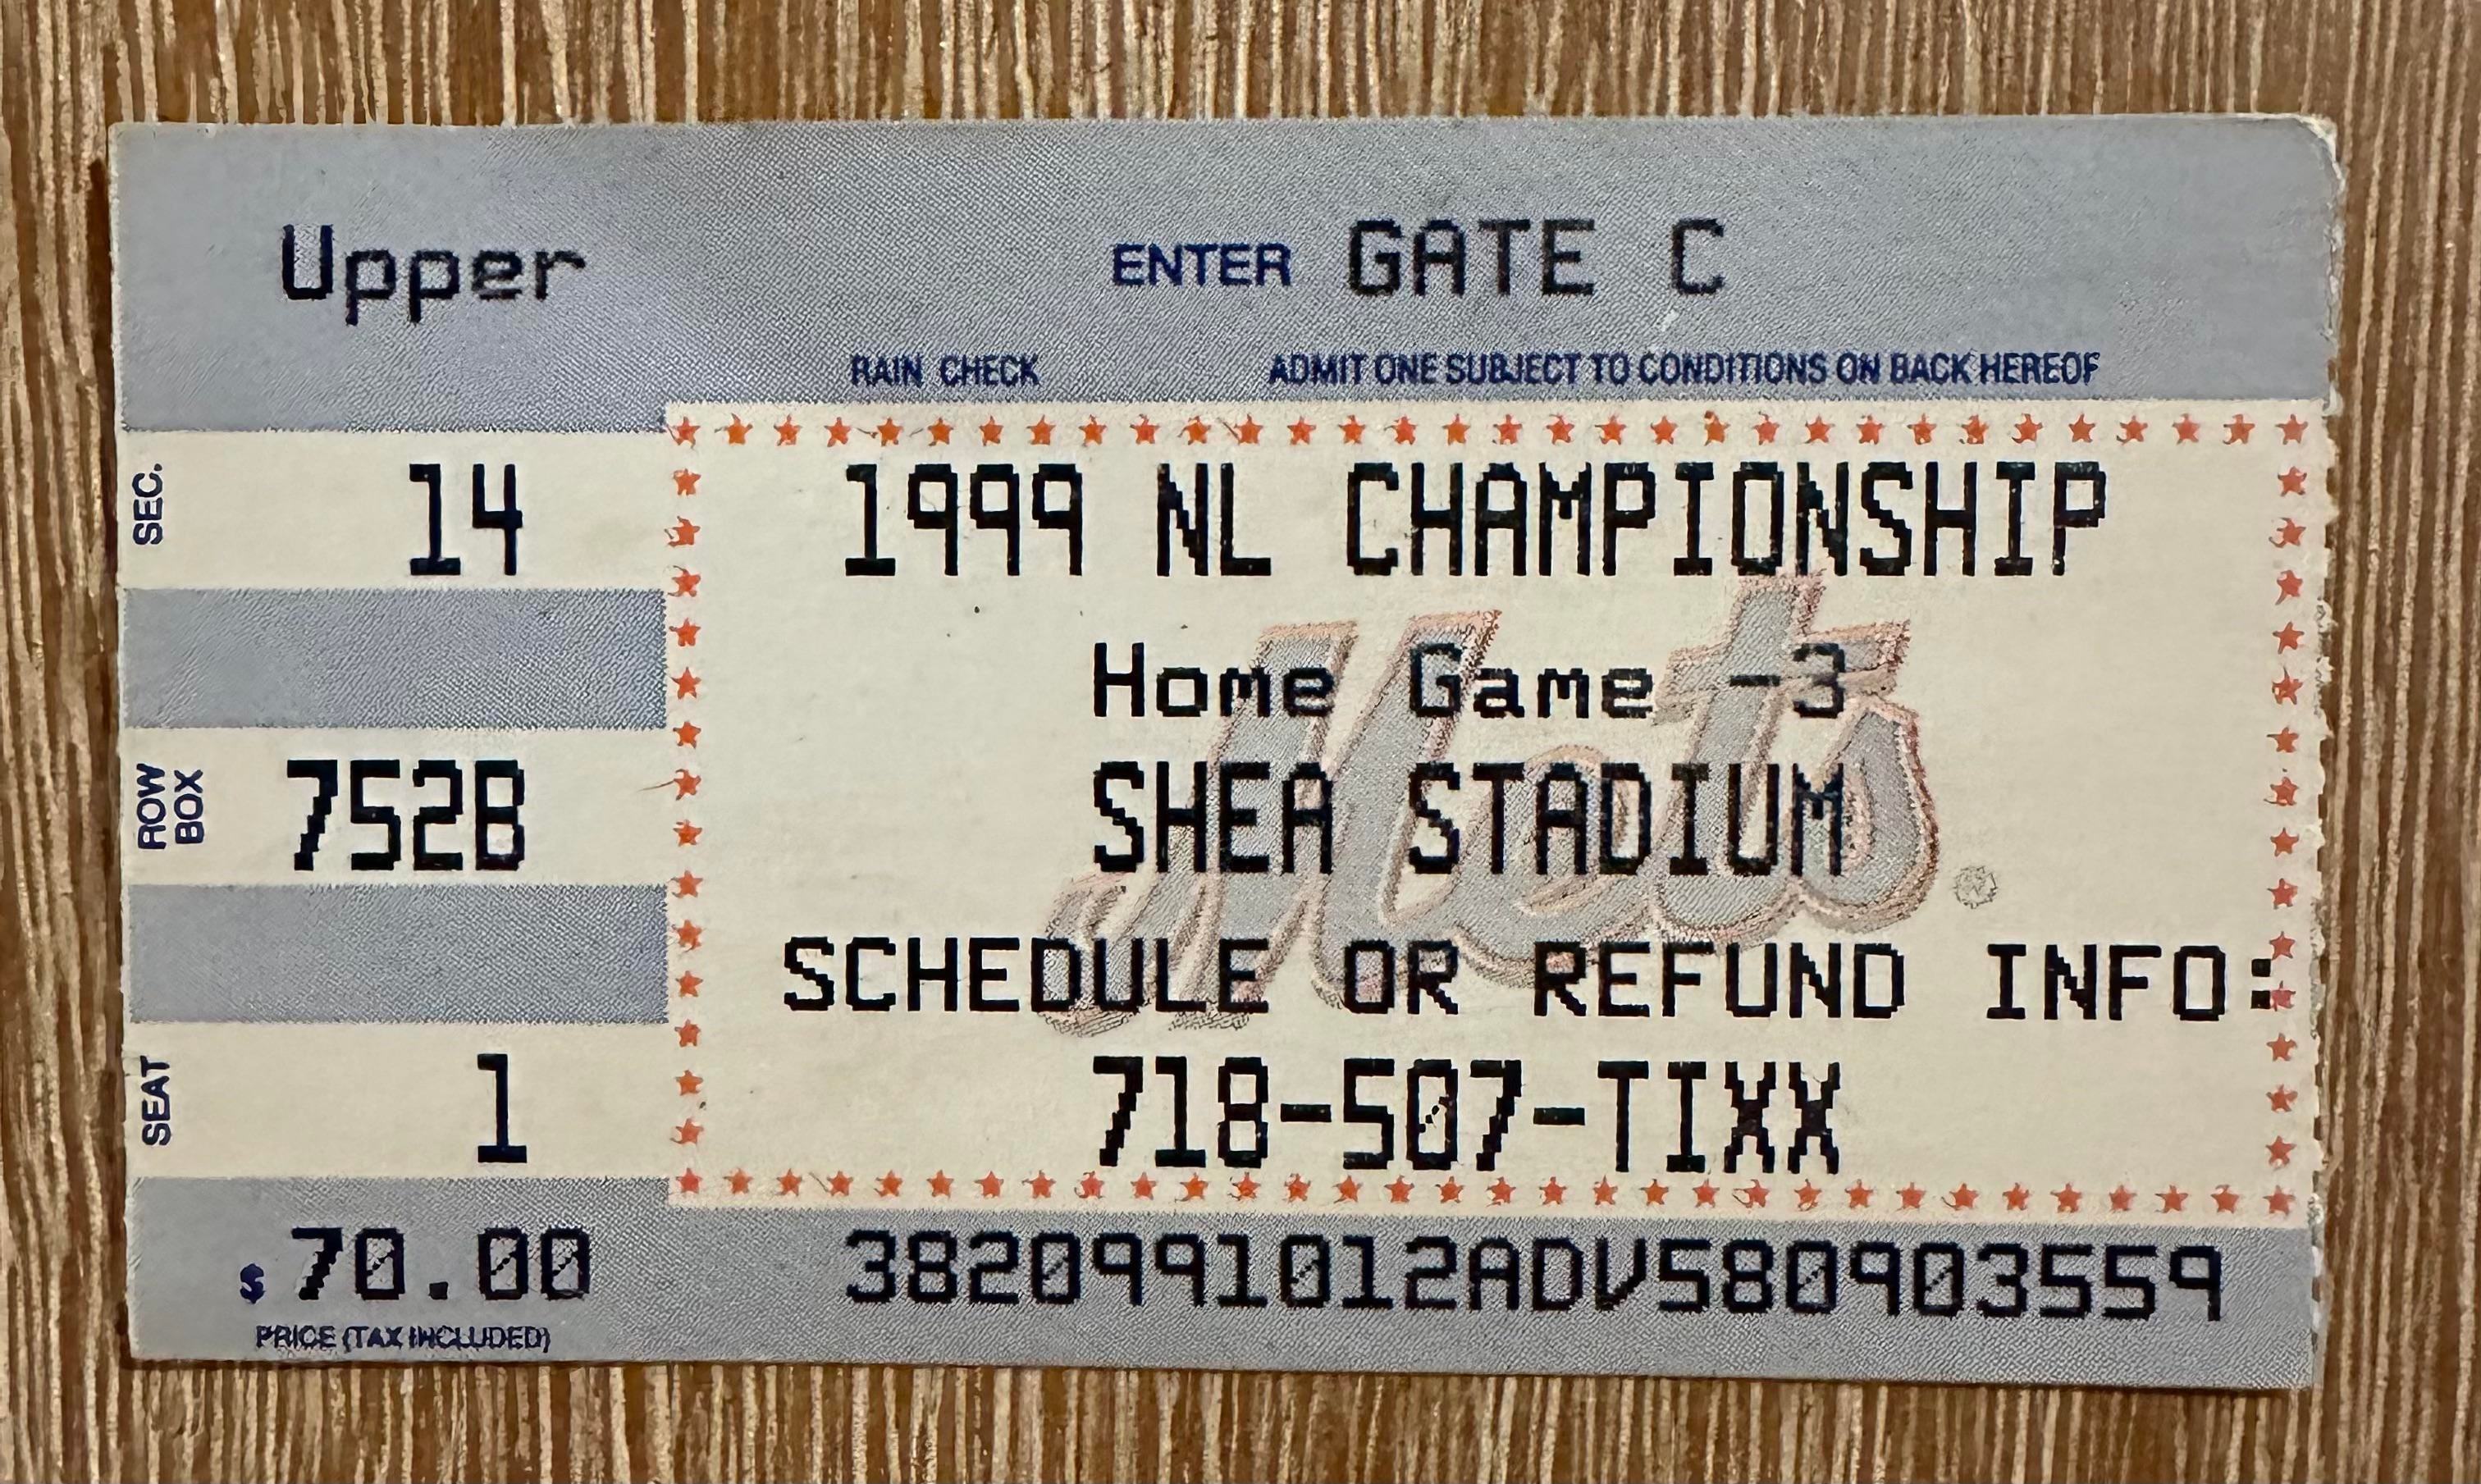 Upper
ENTER GATE C
RAIN CHECK ADMIT ONE SUBJECT TO CONDITIONS ON BACK HEREOF
SEC. 14
1999 NL CHAMPIONSHIP
Home Game -3
Mets
ROW BOX 752B
SHEA STADIUM
SCHEDULE OR REFUND INFO:
SEAT 1
718-507-TIXX
$ 70.00
PRICE (TAX INCLUDED)
3820991012ADV580903559